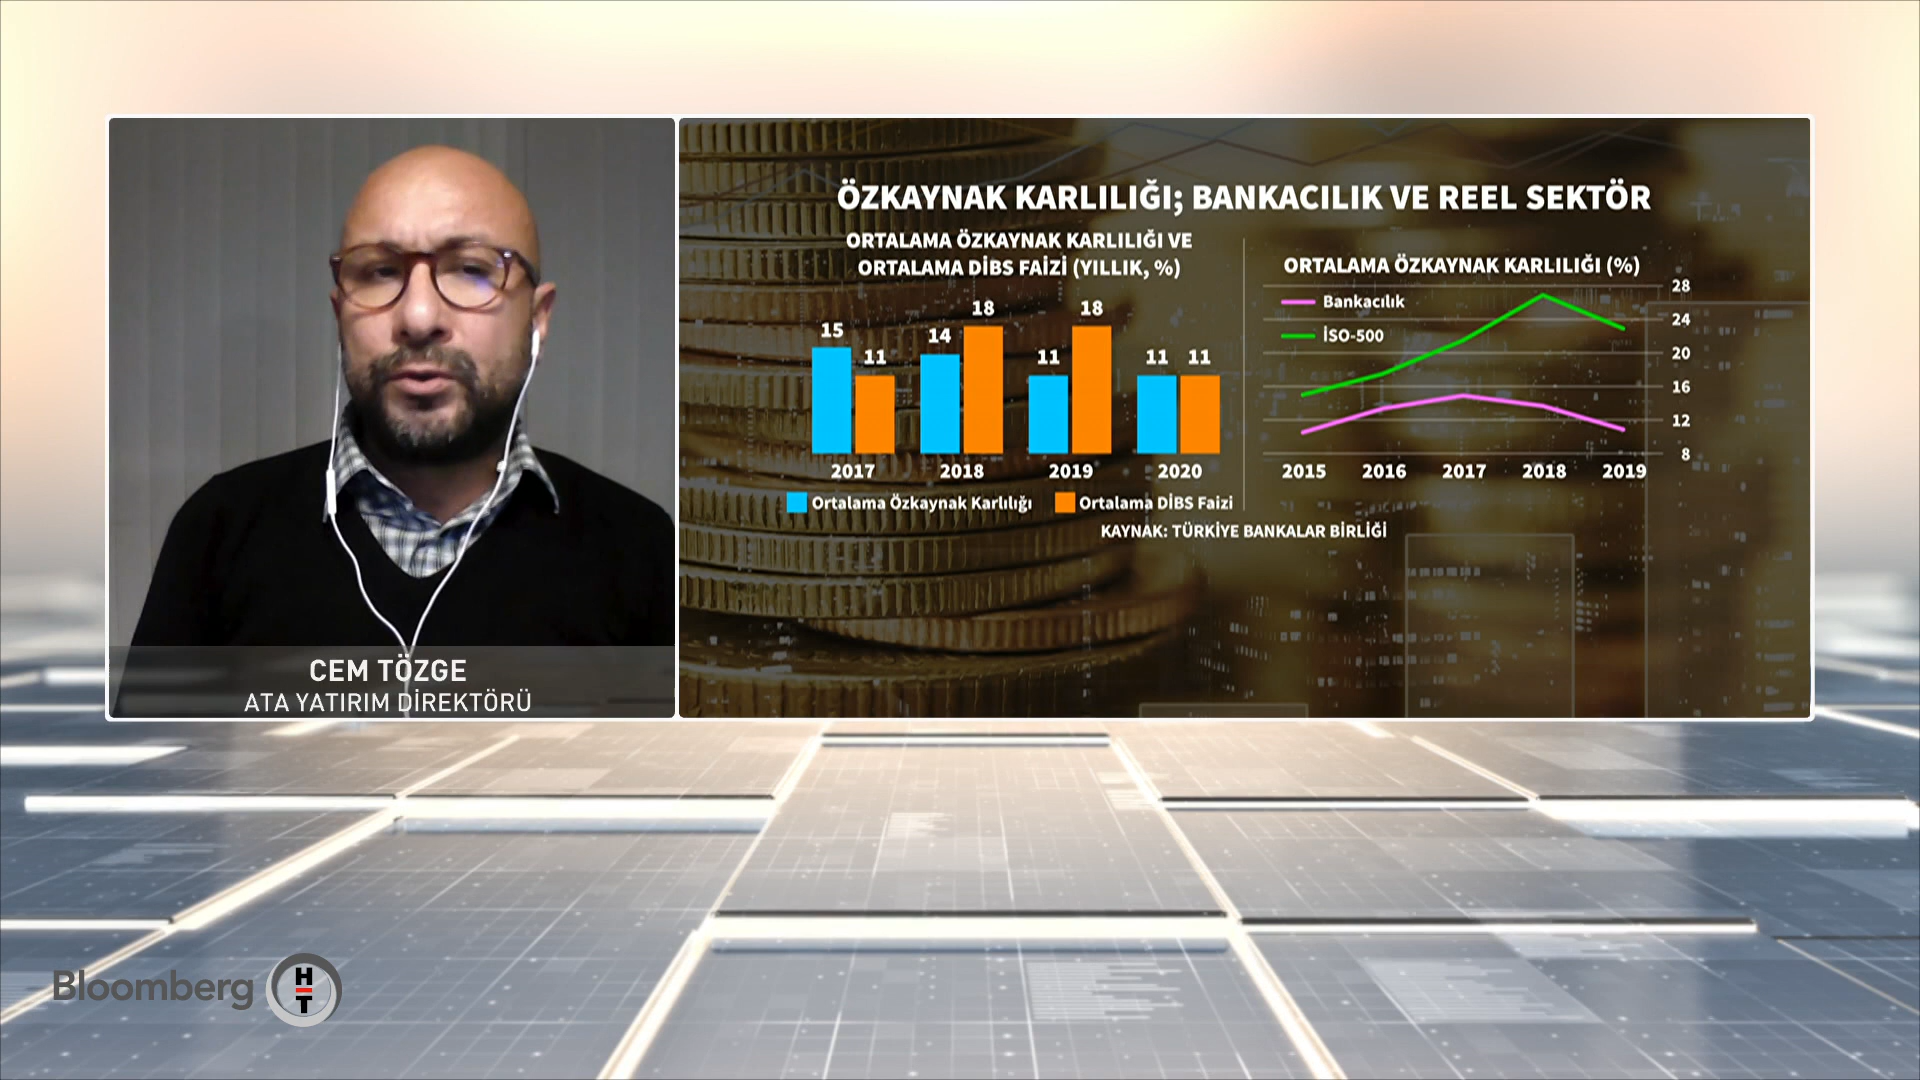 ÖZKAYNAK KARLILIĞI; BANKACILIK VE REEL SEKTÖR
ORTALAMA ÖZKAYNAK KARLILIĞI VE
ORTALAMA DİBS FAİZİ (YILLIK, %)
15 11 14 18 11 18 11 11
2017 2018 2019 2020
Ortalama Özkaynak Karlılığı Ortalama DİBS Faizi
ORTALAMA ÖZKAYNAK KARLILIĞI (%)
Bankacılık
İSO-500
28
24
20
16
12
8
2015 2016 2017 2018 2019
KAYNAK: TÜRKİYE BANKALAR BİRLİĞİ
CEM TÖZGE
ATA YATIRIM DİREKTÖRÜ
Bloomberg HT